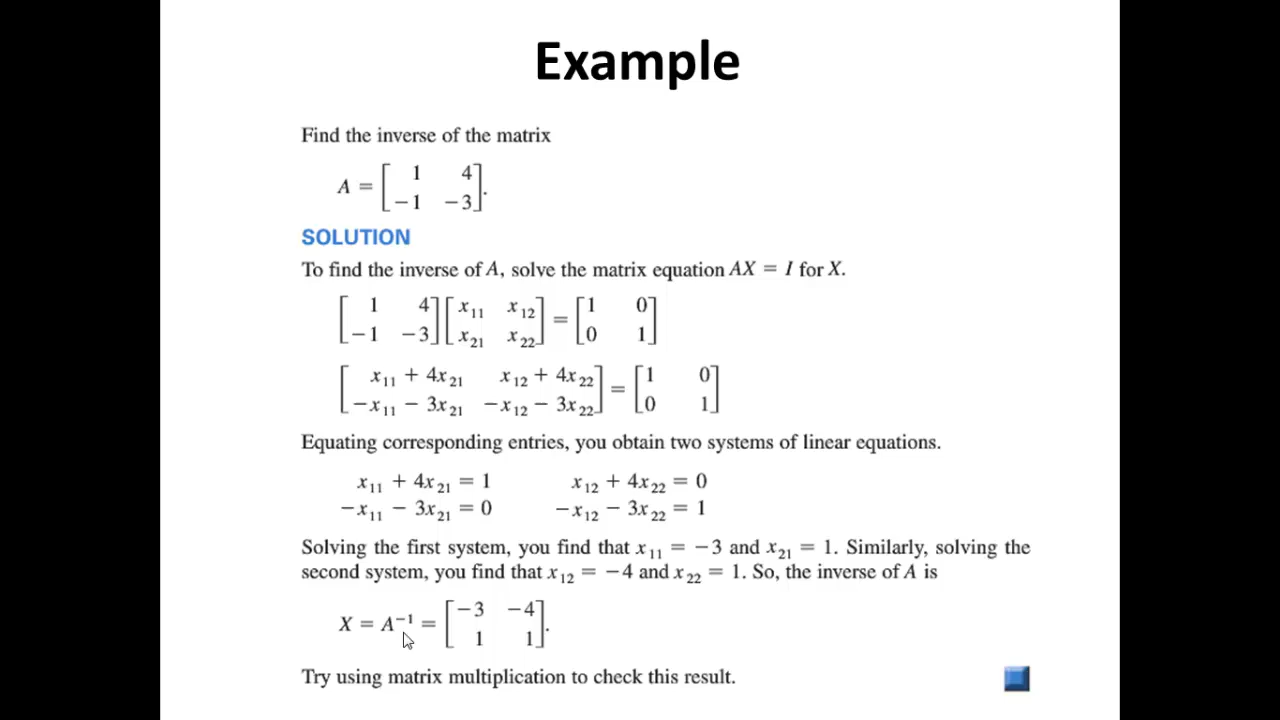 Example
Find the inverse of the matrix
A = [ 1 4
−1 −3 ].
SOLUTION
To find the inverse of A, solve the matrix equation AX = I for X.
[ 1 4 ] [ x₁₁ x₁₂ ] = [ 1 0 ]
[ −1 −3 ] [ x₂₁ x₂₂ ] [ 0 1 ]
[ x₁₁ + 4x₂₁ x₁₂ + 4x₂₂ ] = [ 1 0 ]
[ −x₁₁ − 3x₂₁ −x₁₂ − 3x₂₂ ] [ 0 1 ]
Equating corresponding entries, you obtain two systems of linear equations.
x₁₁ + 4x₂₁ = 1 x₁₂ + 4x₂₂ = 0
−x₁₁ − 3x₂₁ = 0 −x₁₂ − 3x₂₂ = 1
Solving the first system, you find that x₁₁ = −3 and x₂₁ = 1. Similarly, solving the
second system, you find that x₁₂ = −4 and x₂₂ = 1. So, the inverse of A is
X = A⁻¹ = [ −3 −4
1 1 ].
Try using matrix multiplication to check this result.